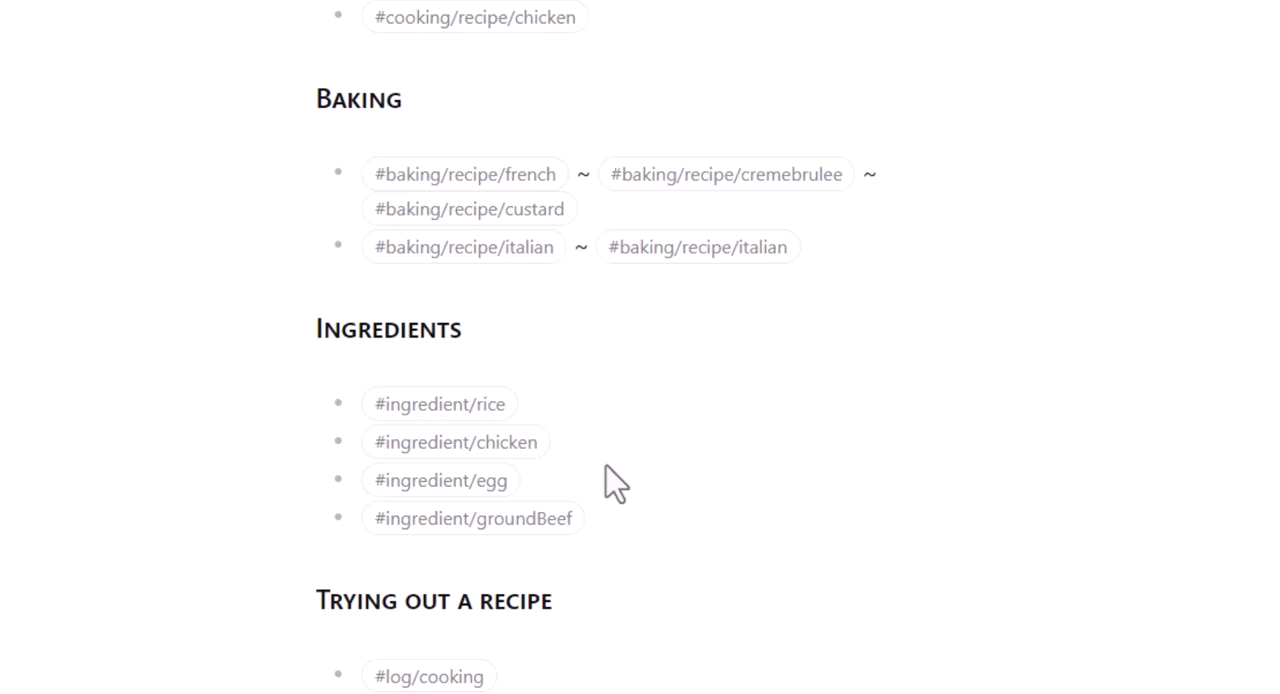 #cooking/recipe/chicken
Baking
#baking/recipe/french ~ #baking/recipe/cremebrulee ~
#baking/recipe/custard
#baking/recipe/italian ~ #baking/recipe/italian
Ingredients
#ingredient/rice
#ingredient/chicken
#ingredient/egg
#ingredient/groundBeef
Trying out a recipe
#log/cooking